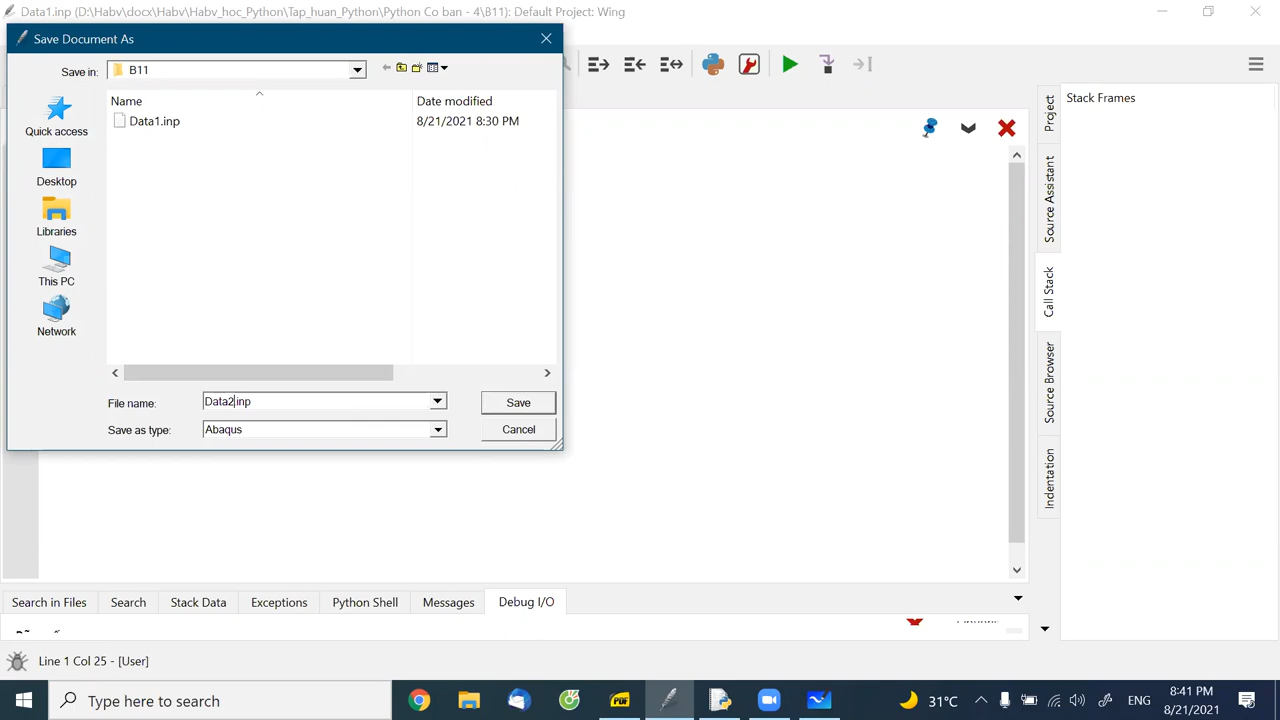 Data1.inp (D:\Habv\docx\Habv\Habv_hoc_Python\Tap_huan_Python\Python Co ban - 4\B11): Default Project: Wing
Save Document As
Save in:
B11
Name
Date modified
Data1.inp
8/21/2021 8:30 PM
Quick access
Desktop
Libraries
This PC
Network
File name:
Data2.inp
Save
Save as type:
Abaqus
Cancel
Stack Frames
Project
Source Assistant
Call Stack
Source Browser
Indentation
Search in Files
Search
Stack Data
Exceptions
Python Shell
Messages
Debug I/O
Line 1 Col 25 - [User]
Type here to search
PDF
31°C
ENG
8:41 PM
8/21/2021